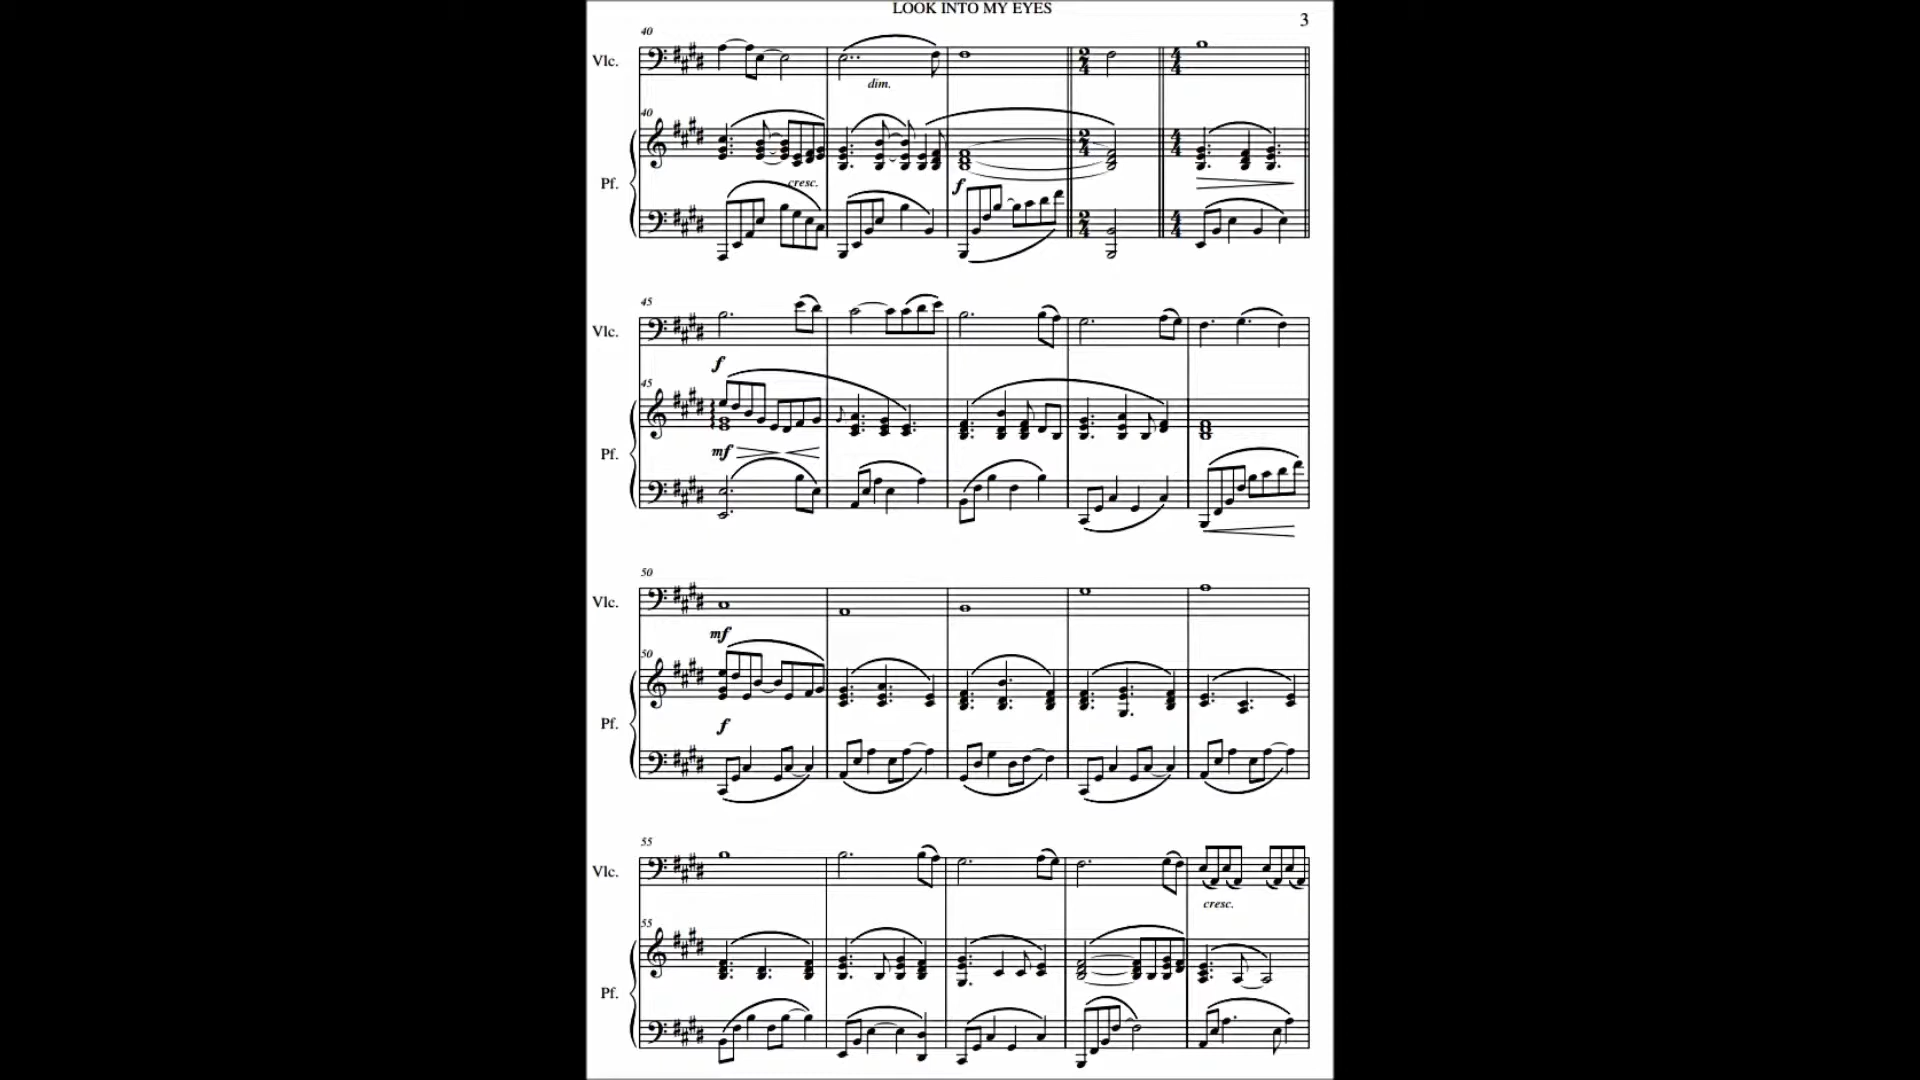 LOOK INTO MY EYES
3
40
Vlc.
dim.
40
cresc.
Pf.
f
45
Vlc.
f
45
mf
Pf.
50
Vlc.
mf
50
Pf.
f
55
Vlc.
cresc.
55
Pf.